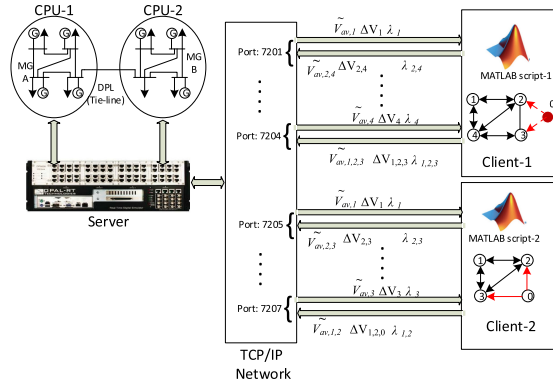 CPU-1
CPU-2
G
G
G
G
MG
A
MG
B
G
G
G
G
DPL
(Tie-line)
OPAL-RT
Server
Port: 7201
Port: 7204
Port: 7205
Port: 7207
TCP/IP
Network
Ṽav,1 ΔV1 λ1
Ṽav,2,4 ΔV2,4 λ2,4
Ṽav,4 ΔV4 λ4
Ṽav,1,2,3 ΔV1,2,3 λ1,2,3
Ṽav,1 ΔV1 λ1
Ṽav,2,3 ΔV2,3 λ2,3
Ṽav,3 ΔV3 λ3
Ṽav,1,2 ΔV1,2,0 λ1,2
MATLAB script-1
1
2
0
4
3
Client-1
MATLAB script-2
1
2
3
0
Client-2